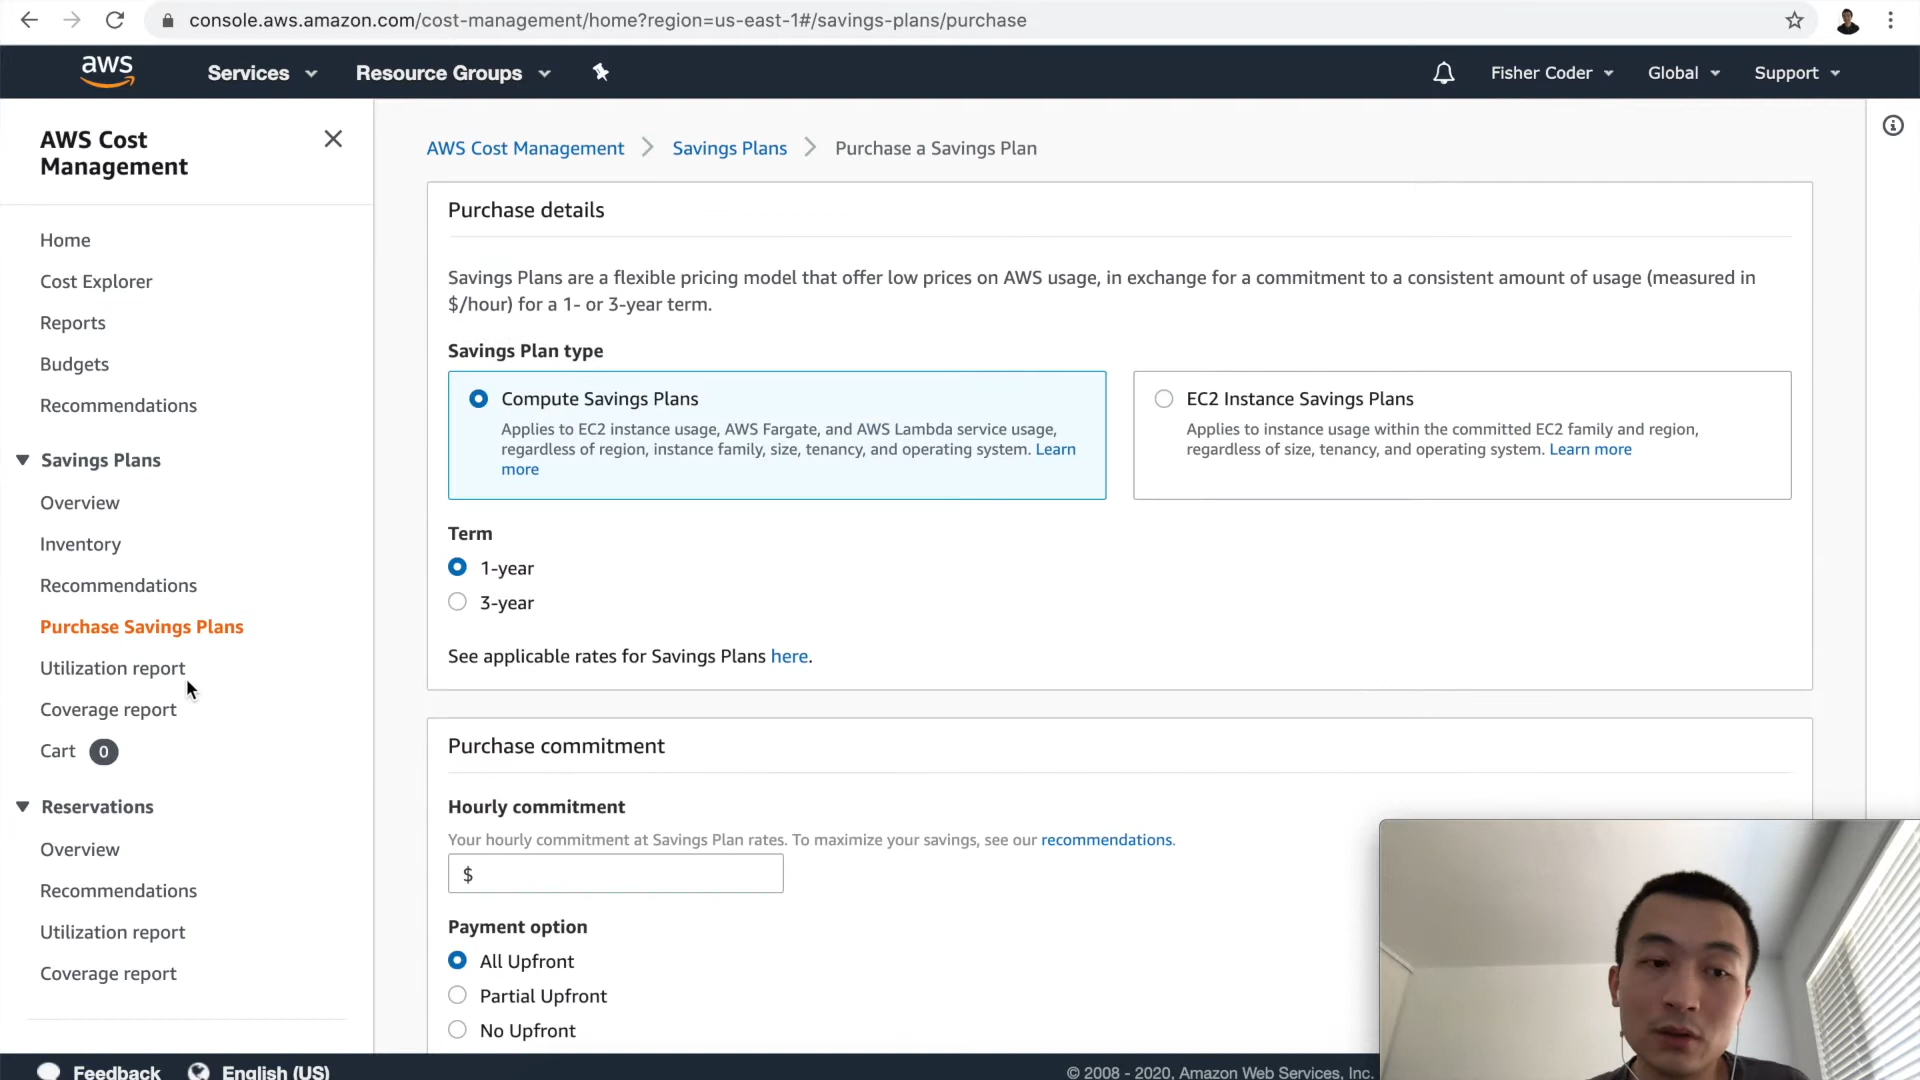 console.aws.amazon.com/cost-management/home?region=us-east-1#/savings-plans/purchase
aws
Services
Resource Groups
Fisher Coder
Global
Support
AWS Cost
Management
Home
Cost Explorer
Reports
Budgets
Recommendations
Savings Plans
Overview
Inventory
Recommendations
Purchase Savings Plans
Utilization report
Coverage report
Cart 0
Reservations
Overview
Recommendations
Utilization report
Coverage report
AWS Cost Management
Savings Plans
Purchase a Savings Plan
Purchase details
Savings Plans are a flexible pricing model that offer low prices on AWS usage, in exchange for a commitment to a consistent amount of usage (measured in
$/hour) for a 1- or 3-year term.
Savings Plan type
Compute Savings Plans
Applies to EC2 instance usage, AWS Fargate, and AWS Lambda service usage,
regardless of region, instance family, size, tenancy, and operating system. Learn
more
EC2 Instance Savings Plans
Applies to instance usage within the committed EC2 family and region,
regardless of size, tenancy, and operating system. Learn more
Term
1-year
3-year
See applicable rates for Savings Plans here.
Purchase commitment
Hourly commitment
Your hourly commitment at Savings Plan rates. To maximize your savings, see our recommendations.
$
Payment option
All Upfront
Partial Upfront
No Upfront
Feedback
English (US)
© 2008 - 2020, Amazon Web Services, Inc.